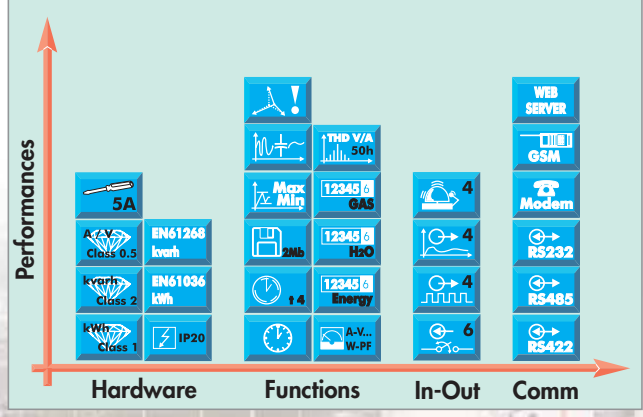 Performances
5A
A / V
Class 0.5
kvarh
Class 2
kWh
Class 1
EN61268
kvarh
EN61036
kWh
IP20
Hardware
!
Max
Min
2Mb
↑ 4
THD V/A
50h
12345 6
GAS
12345 6
H2O
12345 6
Energy
A-V...
W-PF
Functions
4
4
4
6
In-Out
WEB
SERVER
GSM
Modem
RS232
RS485
RS422
Comm